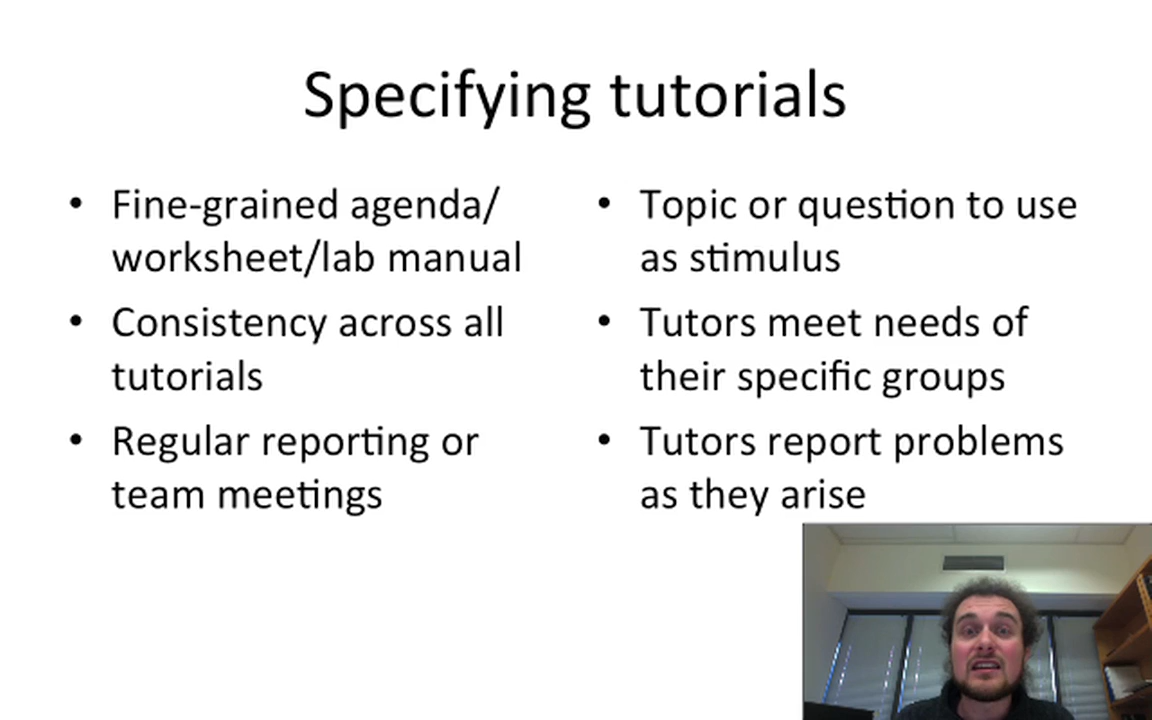 Specifying tutorials
• Fine-grained agenda/
worksheet/lab manual
• Consistency across all
tutorials
• Regular reporting or
team meetings
• Topic or question to use
as stimulus
• Tutors meet needs of
their specific groups
• Tutors report problems
as they arise